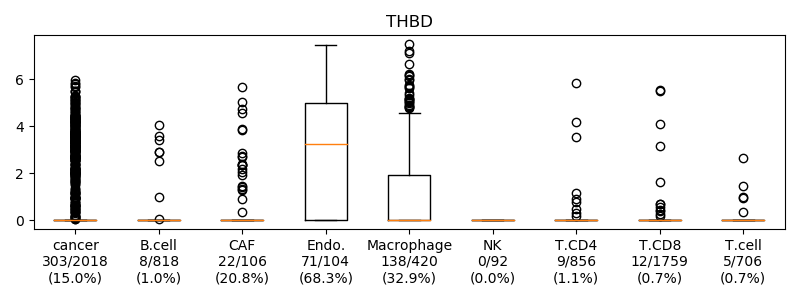 THBD
6
4
2
0
cancer B.cell CAF Endo. Macrophage NK T.CD4 T.CD8 T.cell
303/2018 8/818 22/106 71/104 138/420 0/92 9/856 12/1759 5/706
(15.0%) (1.0%) (20.8%) (68.3%) (32.9%) (0.0%) (1.1%) (0.7%) (0.7%)